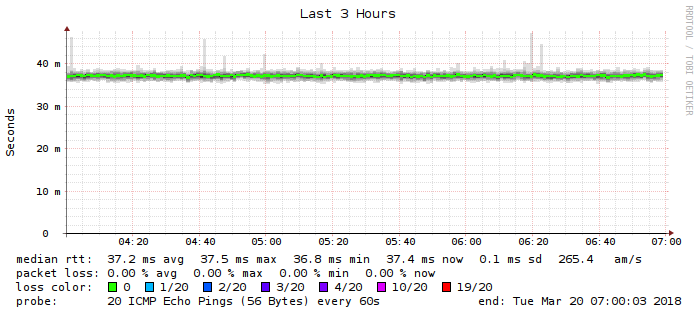 Last 3 Hours
RRDTOOL / TOBI OETIKER
Seconds
40 m
30 m
20 m
10 m
0
04:20 04:40 05:00 05:20 05:40 06:00 06:20 06:40 07:00
median rtt: 37.2 ms avg 37.5 ms max 36.8 ms min 37.4 ms now 0.1 ms sd 265.4 am/s
packet loss: 0.00 % avg 0.00 % max 0.00 % min 0.00 % now
loss color: 0 1/20 2/20 3/20 4/20 10/20 19/20
probe: 20 ICMP Echo Pings (56 Bytes) every 60s end: Tue Mar 20 07:00:03 2018